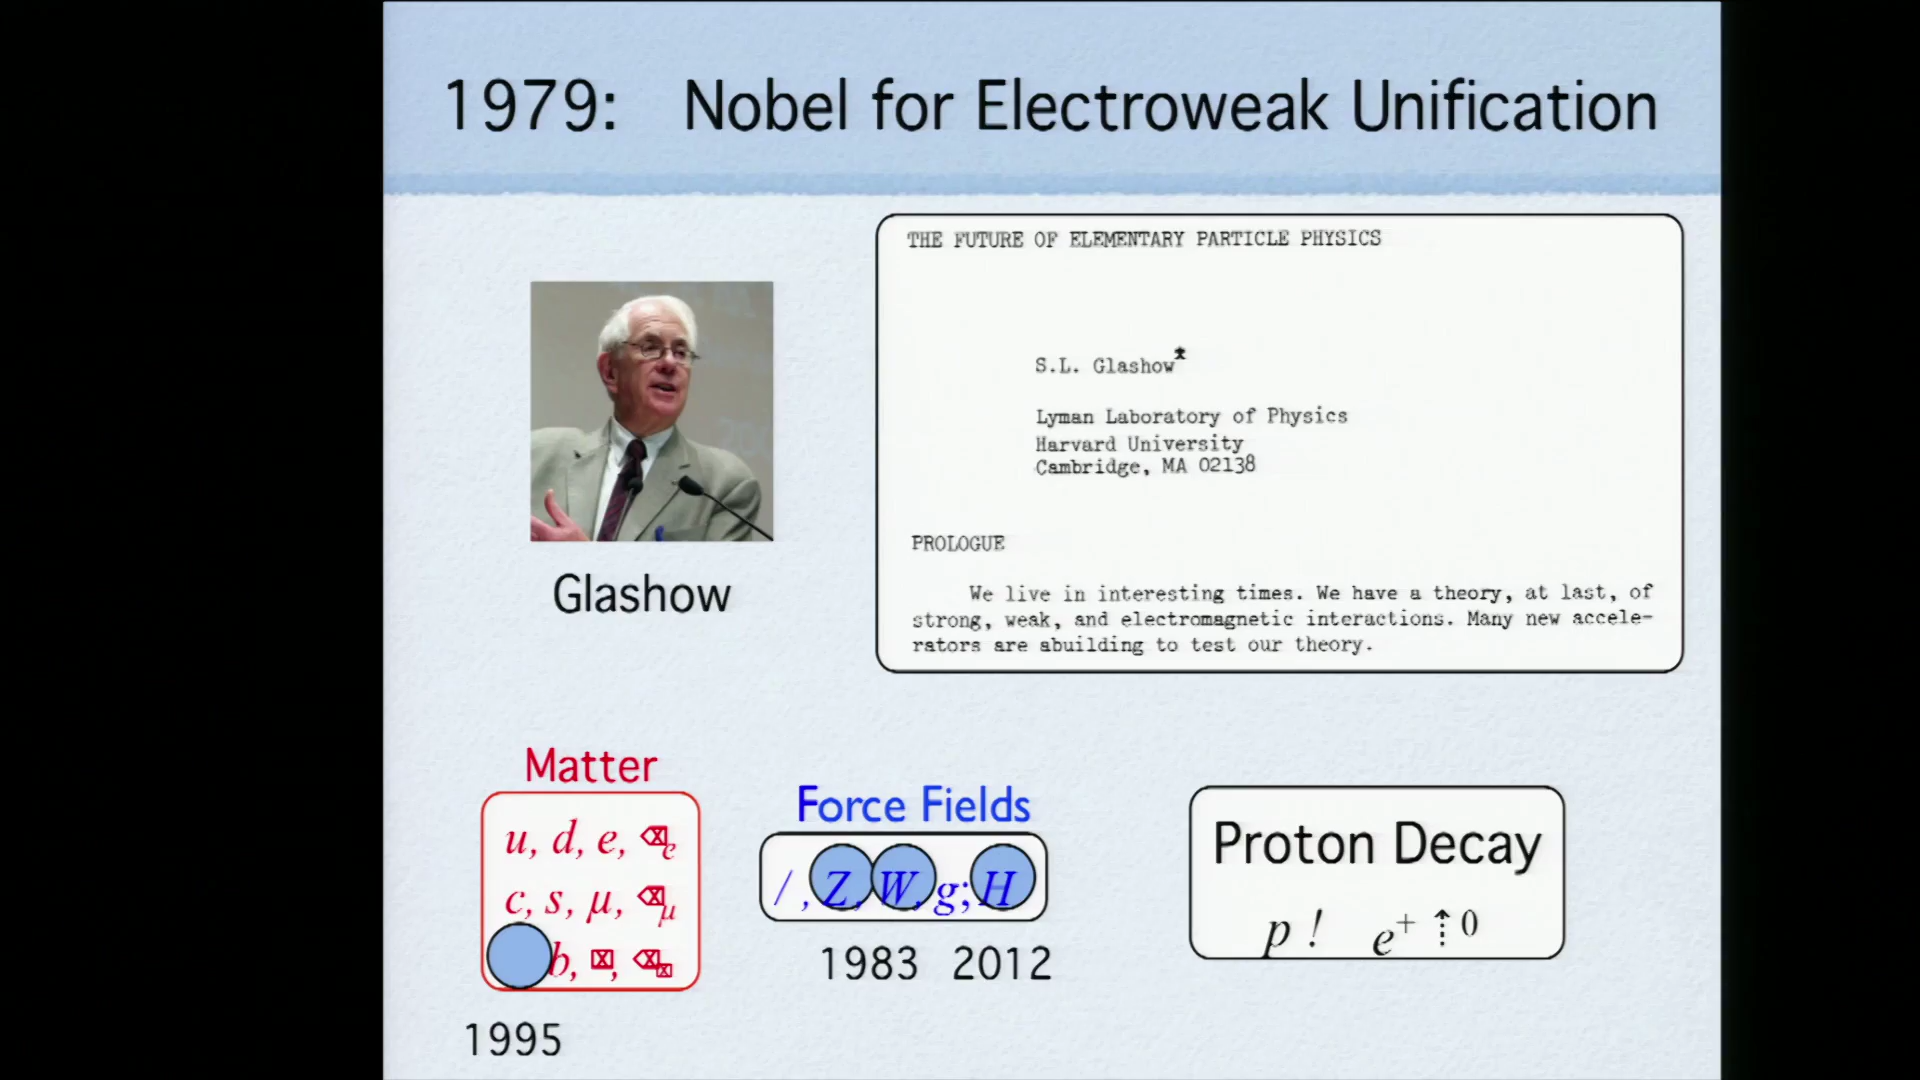 1979: Nobel for Electroweak Unification
THE FUTURE OF ELEMENTARY PARTICLE PHYSICS
S.L. Glashow*
Lyman Laboratory of Physics
Harvard University
Cambridge, MA 02138
PROLOGUE
We live in interesting times. We have a theory, at last, of
strong, weak, and electromagnetic interactions. Many new accele-
rators are abuilding to test our theory.
Glashow
Matter
u, d, e, ⌫e
c, s, μ, ⌫μ
b, ⌧, ⌫⌧
1995
Force Fields
/, Z, W, g; H
1983 2012
Proton Decay
p ! e+ ⇡0